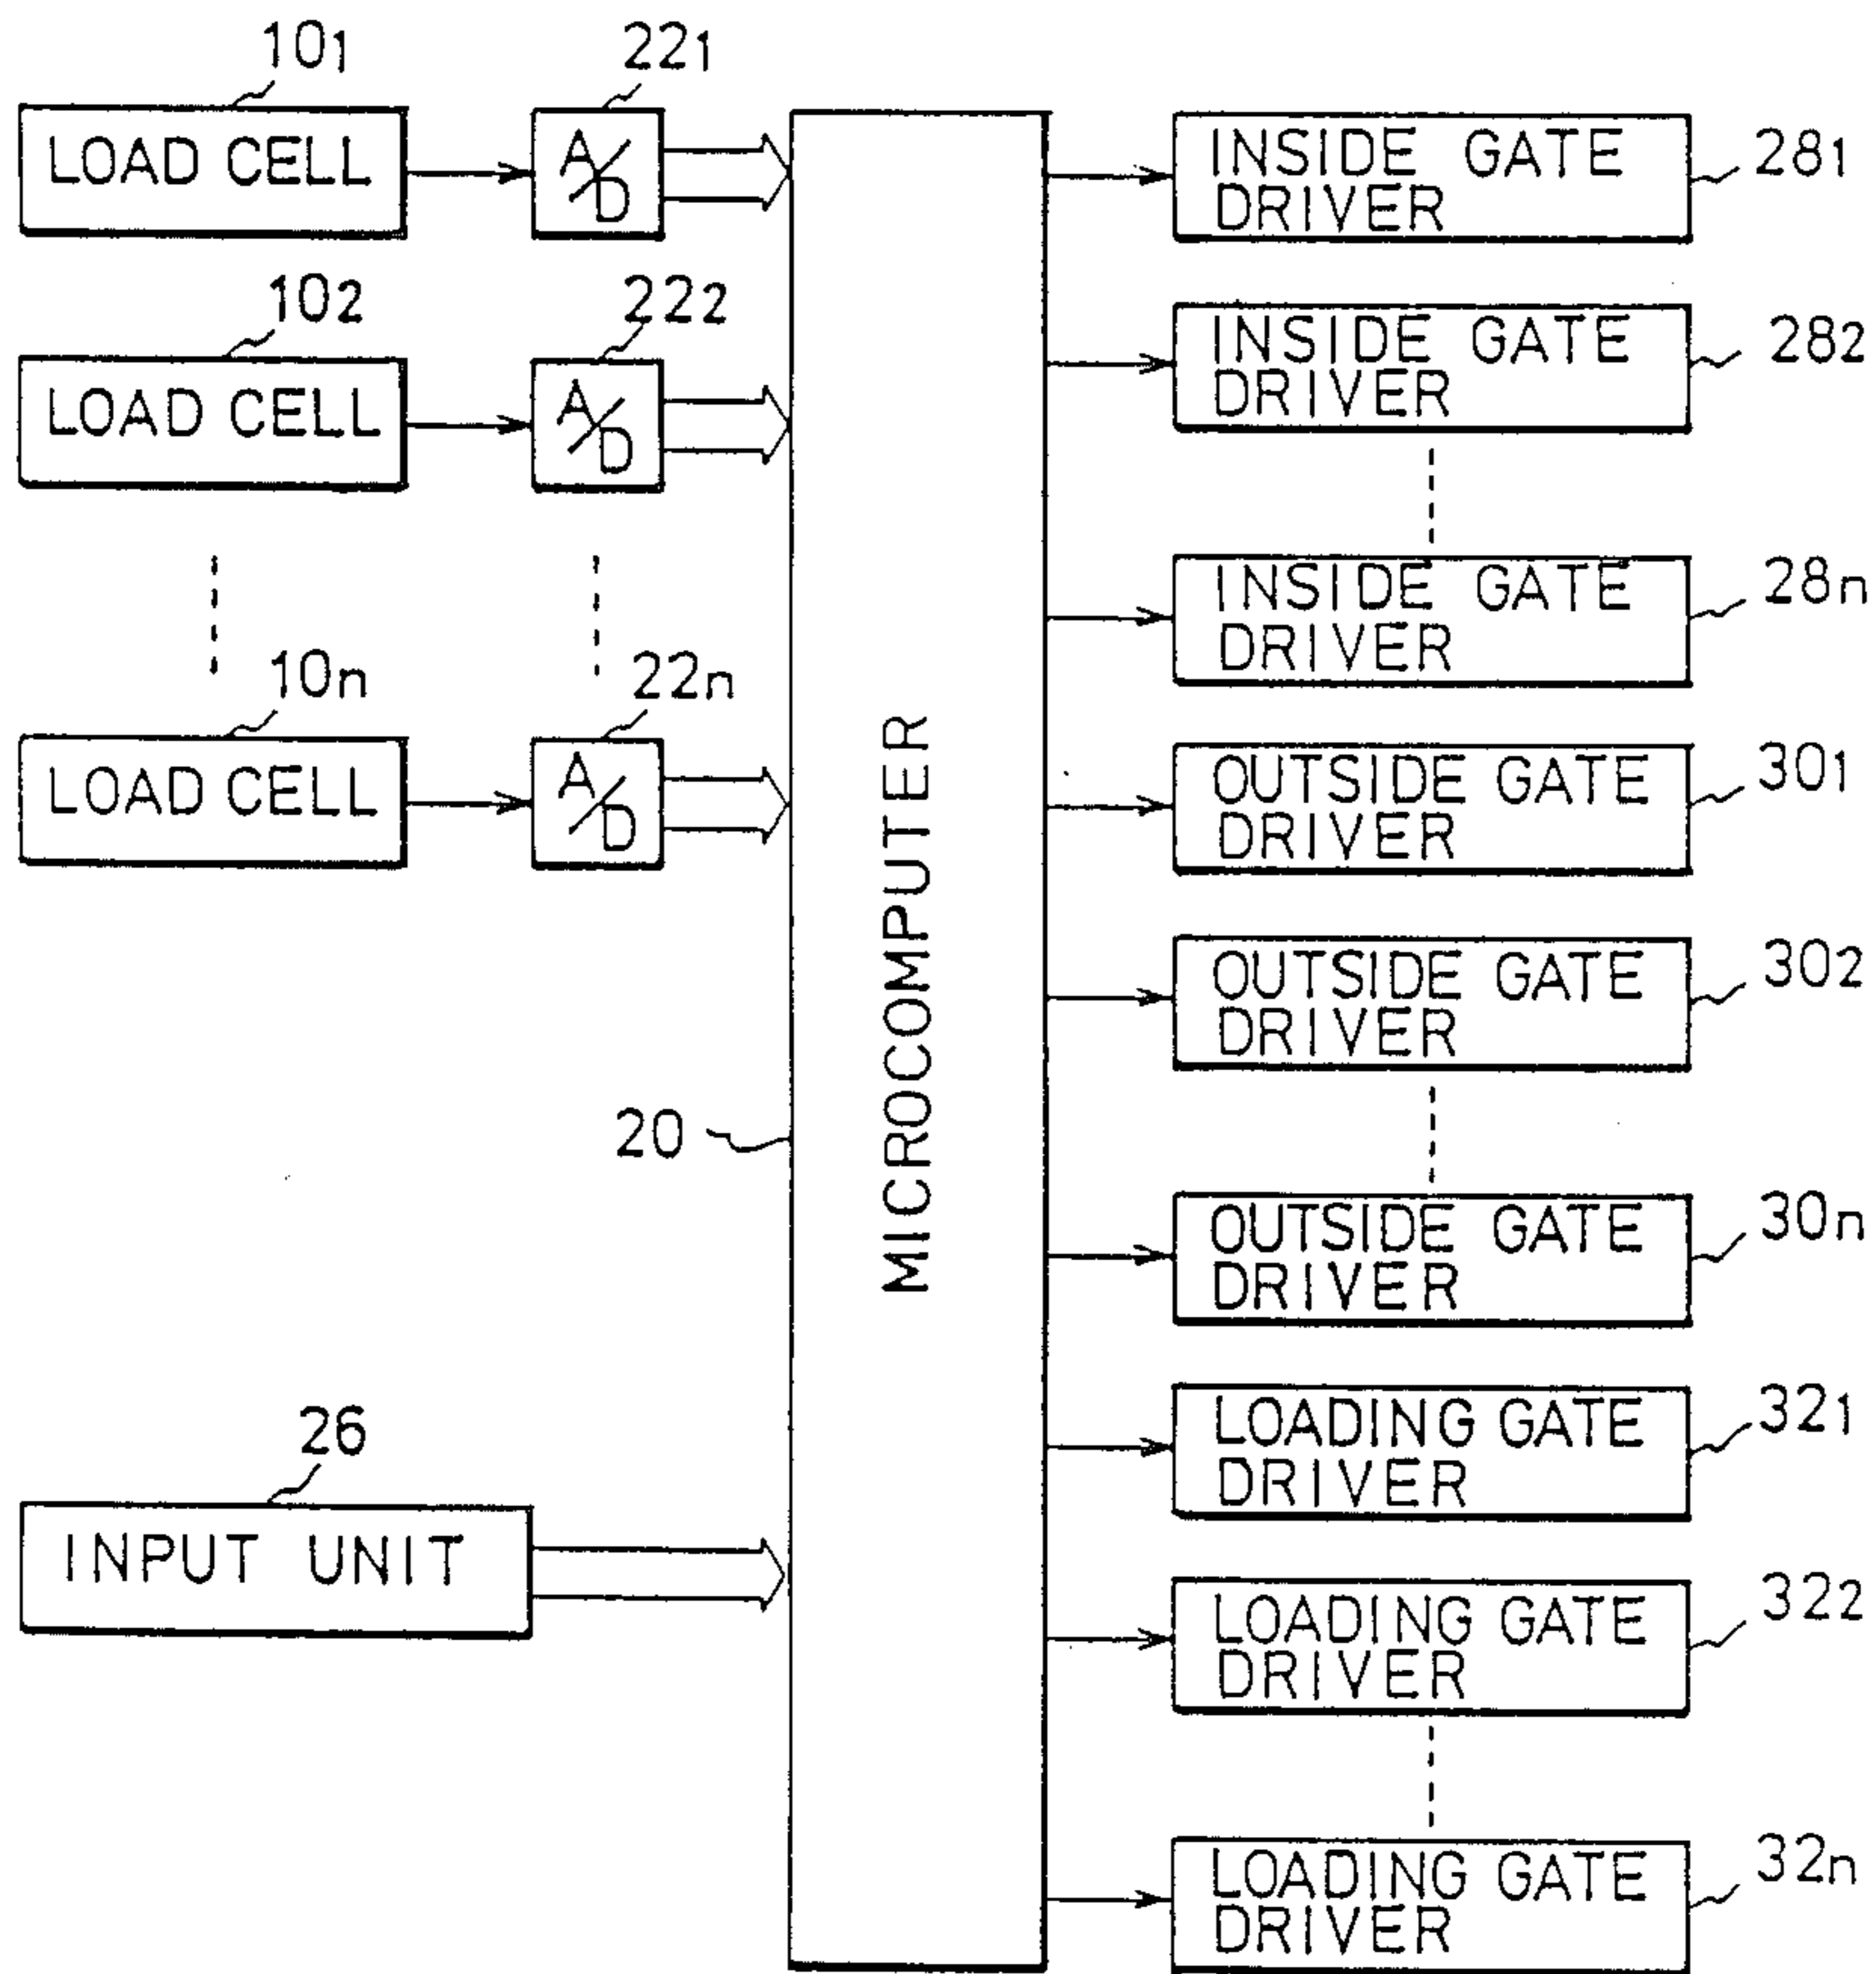 10₁
LOAD CELL
22₁
A/D
10₂
LOAD CELL
22₂
A/D
10n
LOAD CELL
22n
A/D
26
INPUT UNIT
20
MICROCOMPUTER
INSIDE GATE
DRIVER
28₁
INSIDE GATE
DRIVER
28₂
INSIDE GATE
DRIVER
28n
OUTSIDE GATE
DRIVER
30₁
OUTSIDE GATE
DRIVER
30₂
OUTSIDE GATE
DRIVER
30n
LOADING GATE
DRIVER
32₁
LOADING GATE
DRIVER
32₂
LOADING GATE
DRIVER
32n